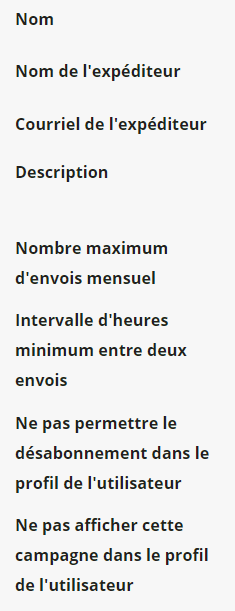 Nom
Nom de l'expéditeur
Courriel de l'expéditeur
Description
Nombre maximum
d'envois mensuel
Intervalle d'heures
minimum entre deux
envois
Ne pas permettre le
désabonnement dans le
profil de l'utilisateur
Ne pas afficher cette
campagne dans le profil
de l'utilisateur